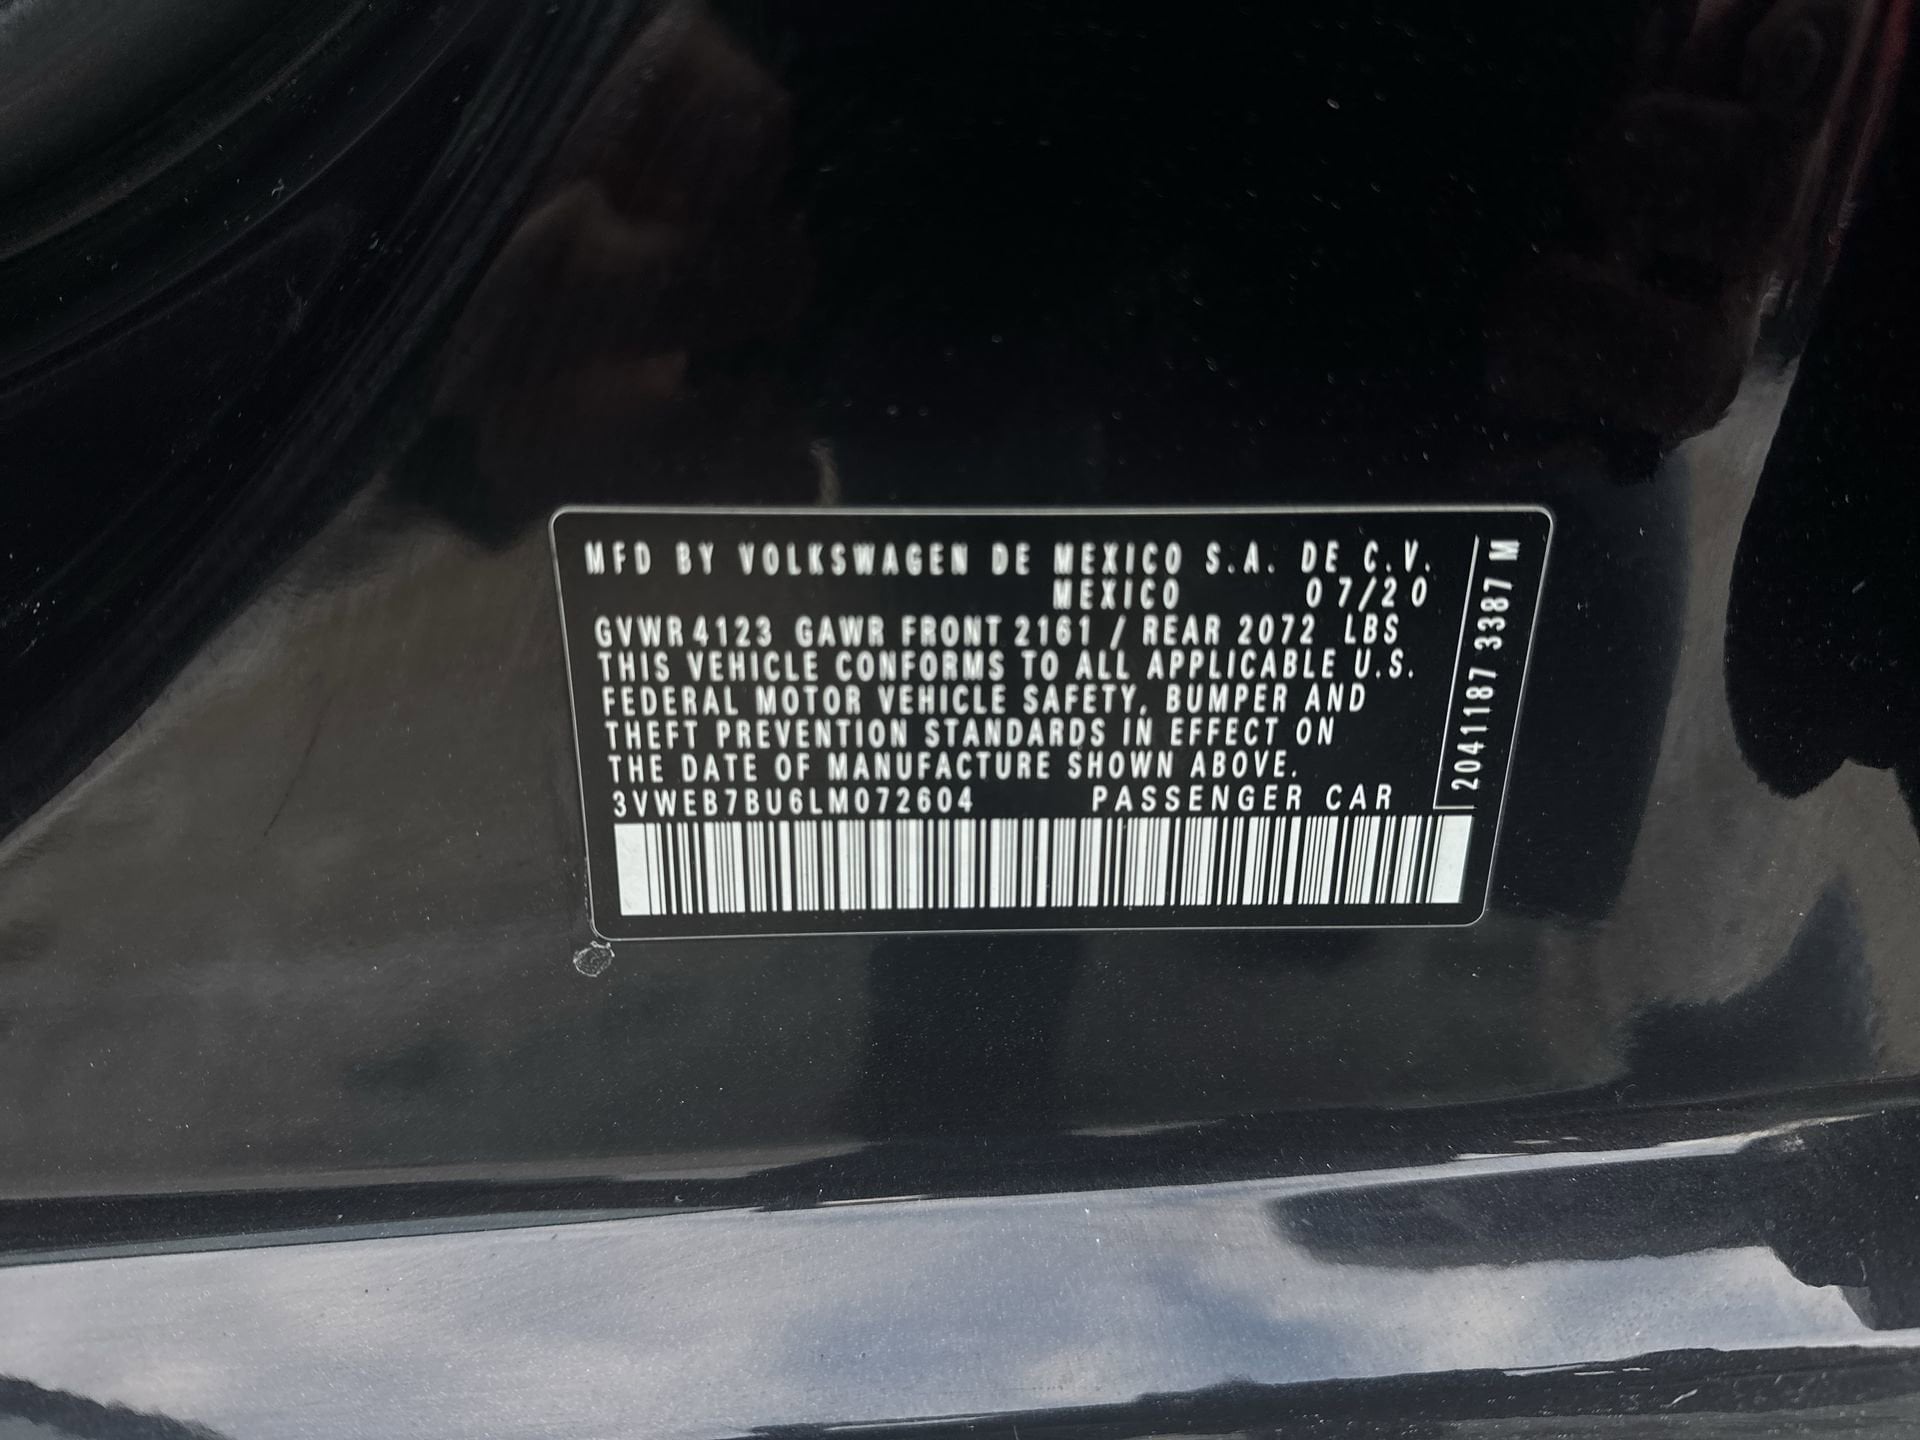 MFD BY VOLKSWAGEN DE MEXICO S.A. DE C.V.
MEXICO 07/20
GVWR 4123 GAWR FRONT 2161 / REAR 2072 LBS
THIS VEHICLE CONFORMS TO ALL APPLICABLE U.S.
FEDERAL MOTOR VEHICLE SAFETY, BUMPER AND
THEFT PREVENTION STANDARDS IN EFFECT ON
THE DATE OF MANUFACTURE SHOWN ABOVE.
3VWEB7BU6LM072604 PASSENGER CAR
2041187 3387 M